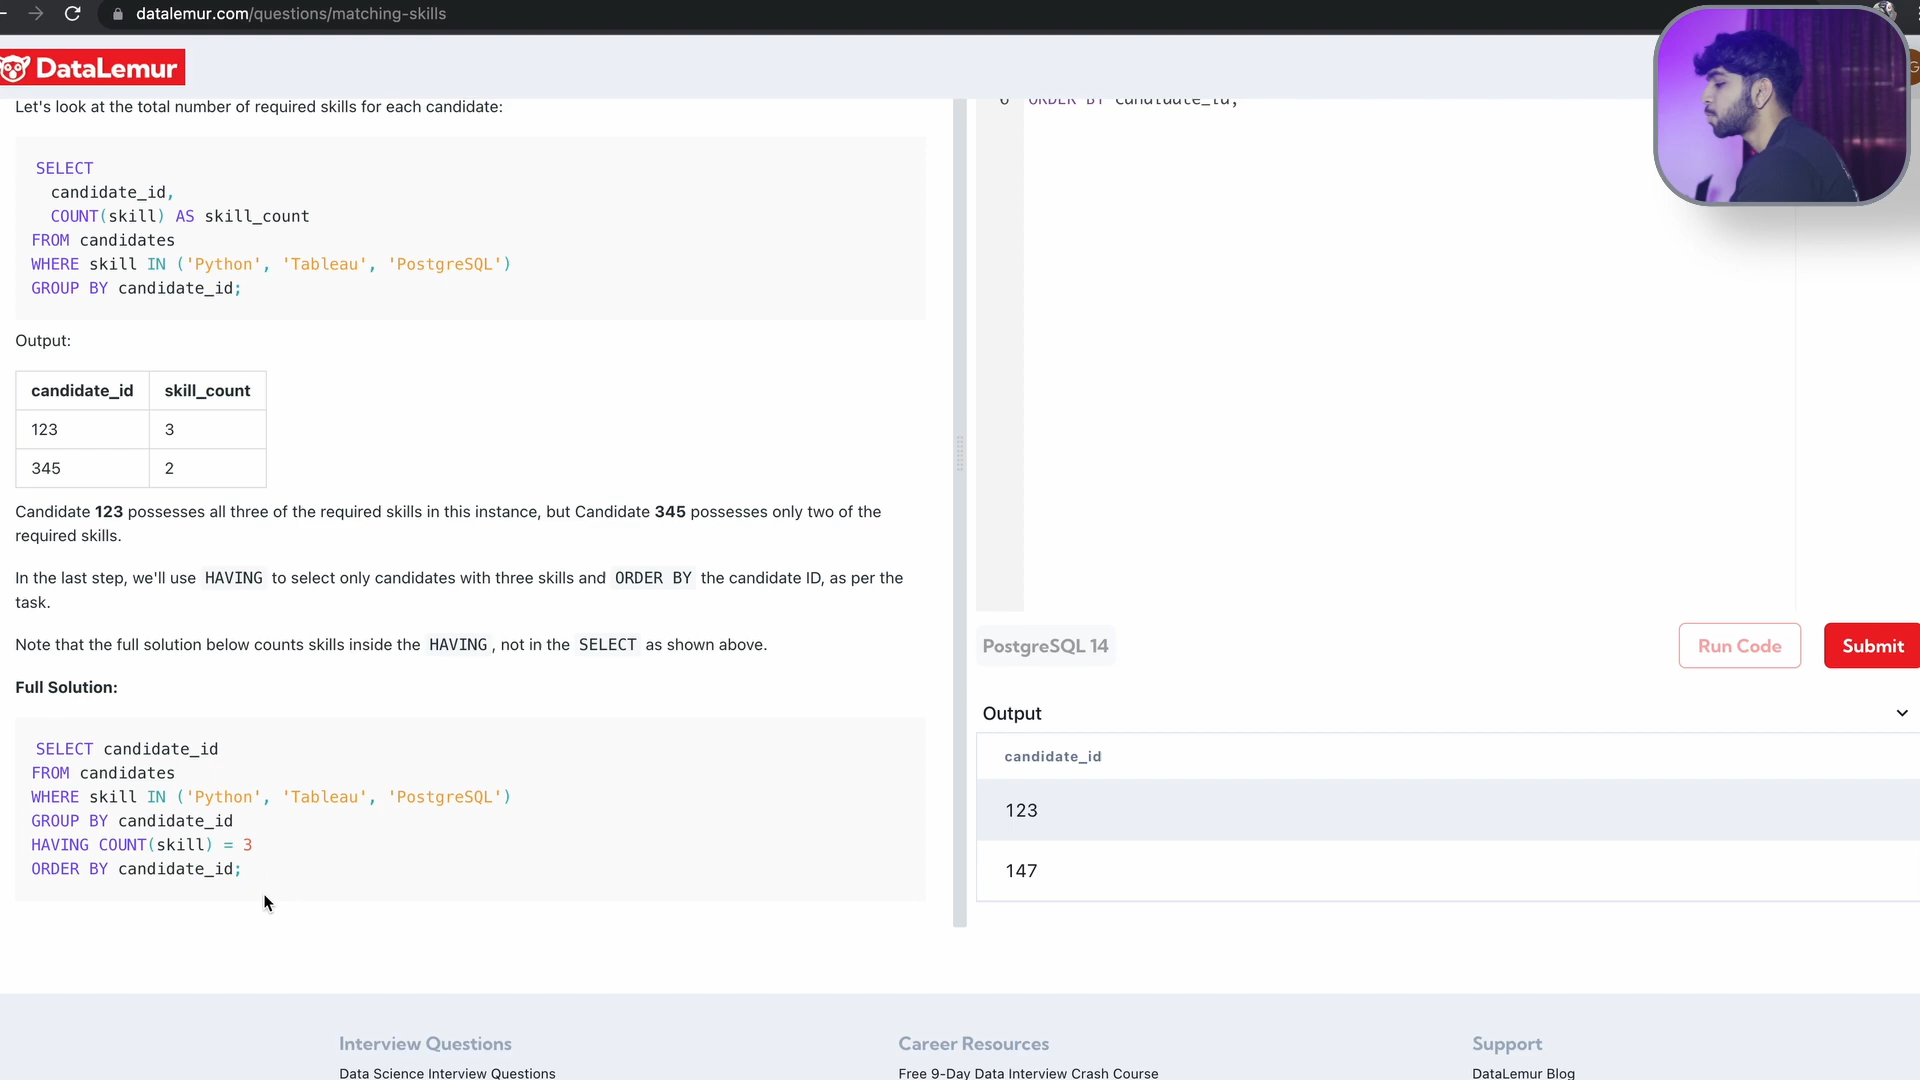 datalemur.com/questions/matching-skills
DataLemur
Let's look at the total number of required skills for each candidate:
SELECT
candidate_id,
COUNT(skill) AS skill_count
FROM candidates
WHERE skill IN ('Python', 'Tableau', 'PostgreSQL')
GROUP BY candidate_id;
Output:
candidate_id skill_count
123 3
345 2
Candidate 123 possesses all three of the required skills in this instance, but Candidate 345 possesses only two of the
required skills.
In the last step, we'll use HAVING to select only candidates with three skills and ORDER BY the candidate ID, as per the
task.
Note that the full solution below counts skills inside the HAVING, not in the SELECT as shown above.
Full Solution:
SELECT candidate_id
FROM candidates
WHERE skill IN ('Python', 'Tableau', 'PostgreSQL')
GROUP BY candidate_id
HAVING COUNT(skill) = 3
ORDER BY candidate_id;
6 ORDER BY candidate_id;
PostgreSQL 14
Run Code
Submit
Output
candidate_id
123
147
Interview Questions
Data Science Interview Questions
Career Resources
Free 9-Day Data Interview Crash Course
Support
DataLemur Blog